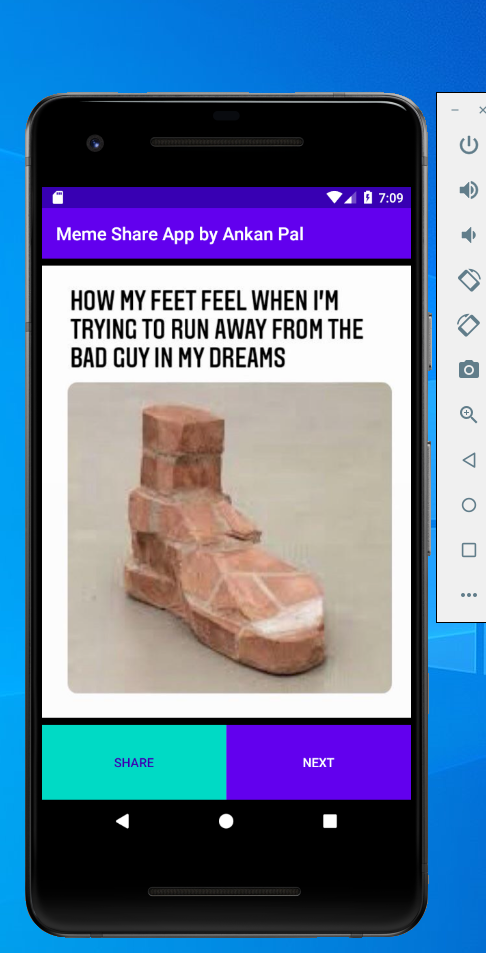 7:09
Meme Share App by Ankan Pal
HOW MY FEET FEEL WHEN I'M
TRYING TO RUN AWAY FROM THE
BAD GUY IN MY DREAMS
SHARE
NEXT